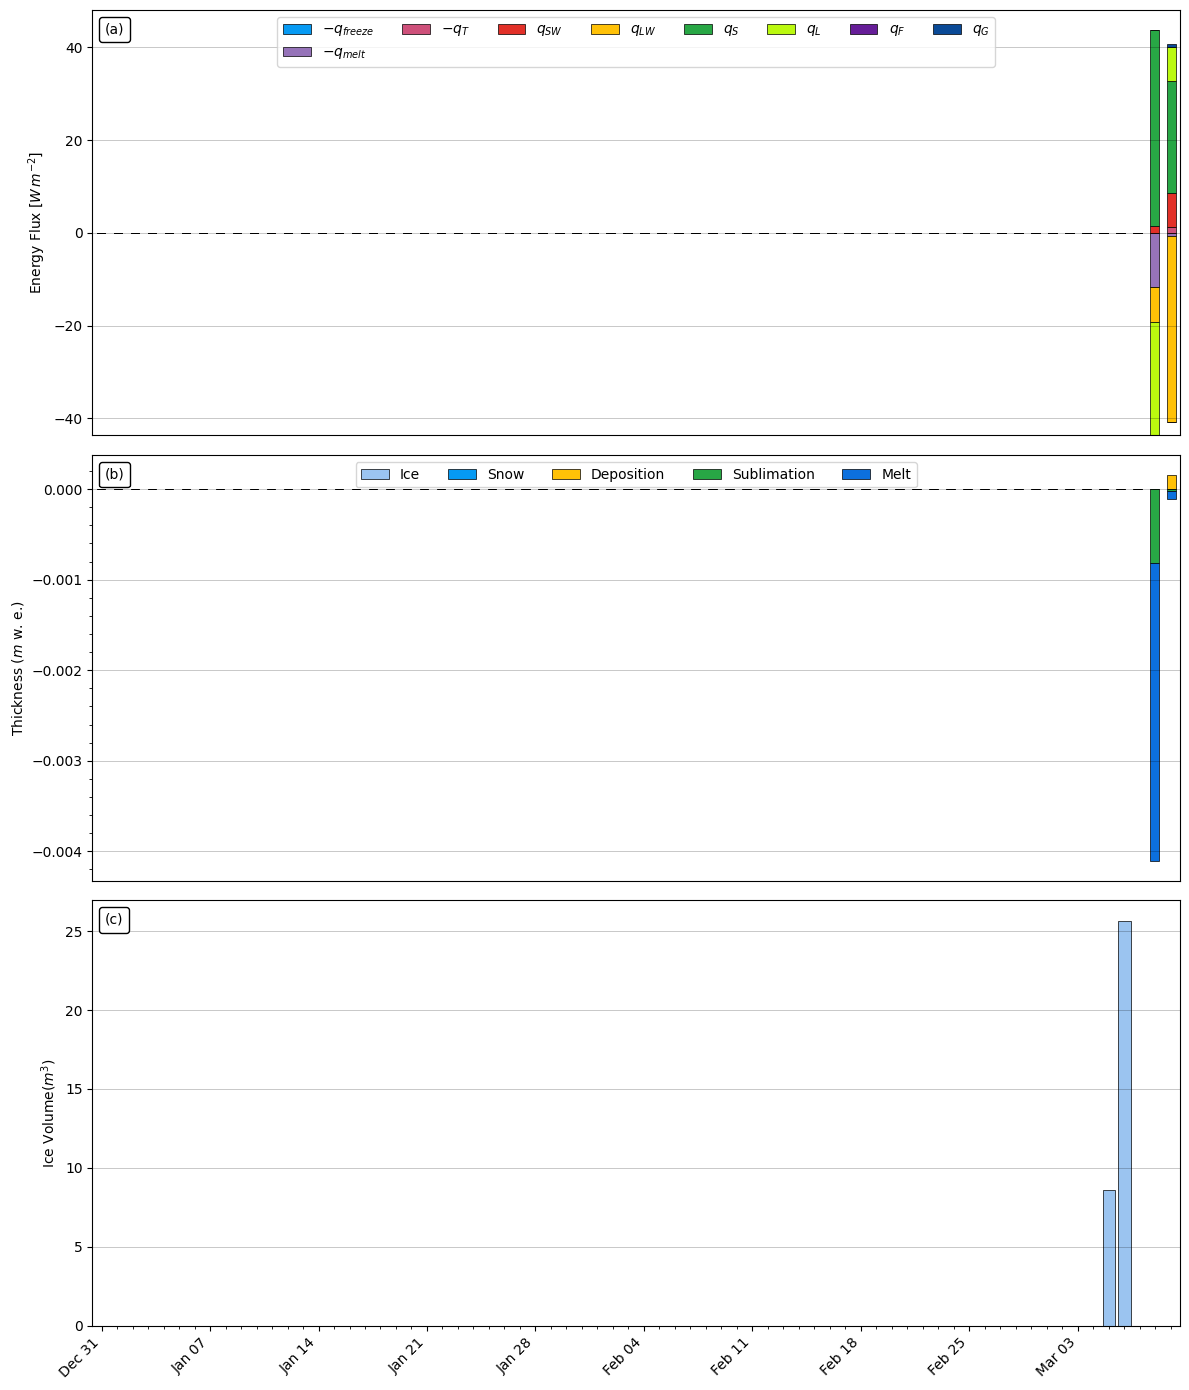 (a)
−q_freeze −q_T q_SW q_LW q_S q_L q_F q_G
−q_melt
40
20
0
−20
−40
Energy Flux [W m⁻²]
(b)
Ice Snow Deposition Sublimation Melt
0.000
−0.001
−0.002
−0.003
−0.004
Thickness (m w. e.)
(c)
25
20
15
10
5
0
Ice Volume(m³)
Dec 31 Jan 07 Jan 14 Jan 21 Jan 28 Feb 04 Feb 11 Feb 18 Feb 25 Mar 03